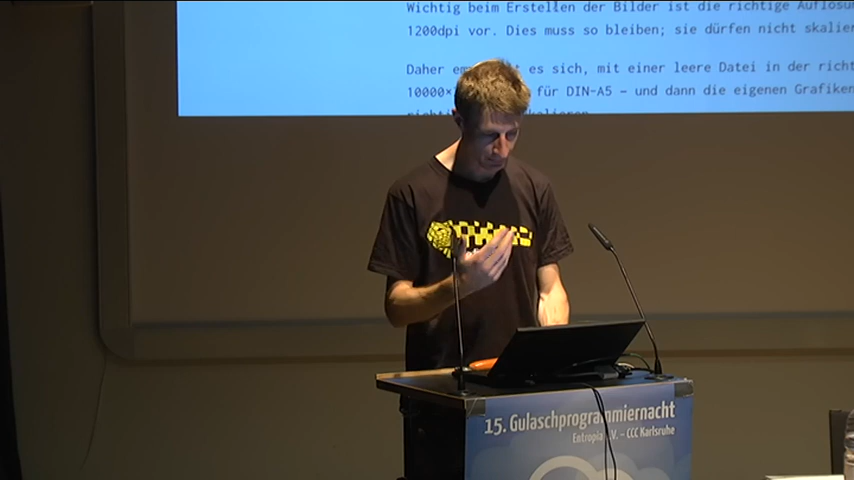 Wichtig beim Erstellen der Bilder ist die richtige Auflösu
1200dpi vor. Dies muss so bleiben; sie dürfen nicht skalier
Daher es sich, mit einer leere Datei in der richt
10000× für DIN-A5 – und dann die eigenen Grafiken
15. Gulaschprogrammiernacht
Entropia e.V. – CCC Karlsruhe